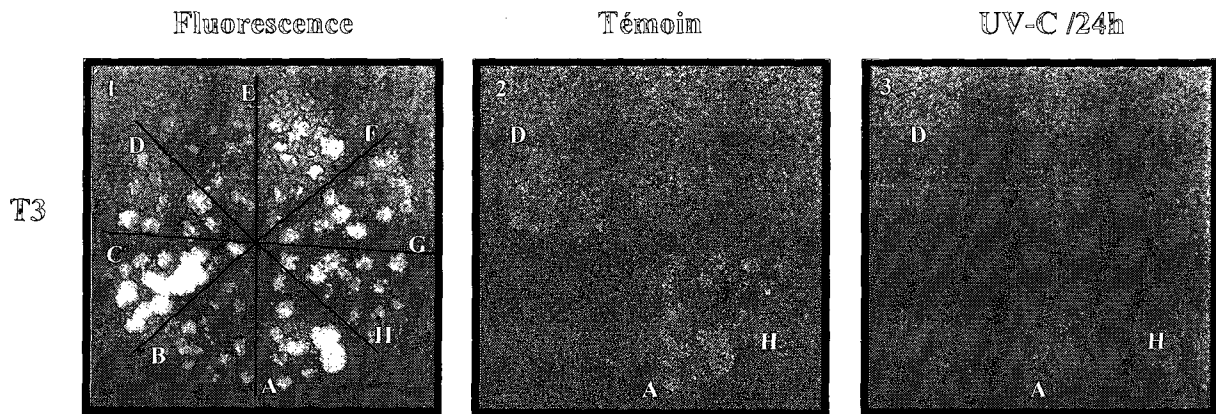 Fluorescence Témoin UV-C /24h
T3
1 2 3
E
D F D D
C G
B H H H
A A A